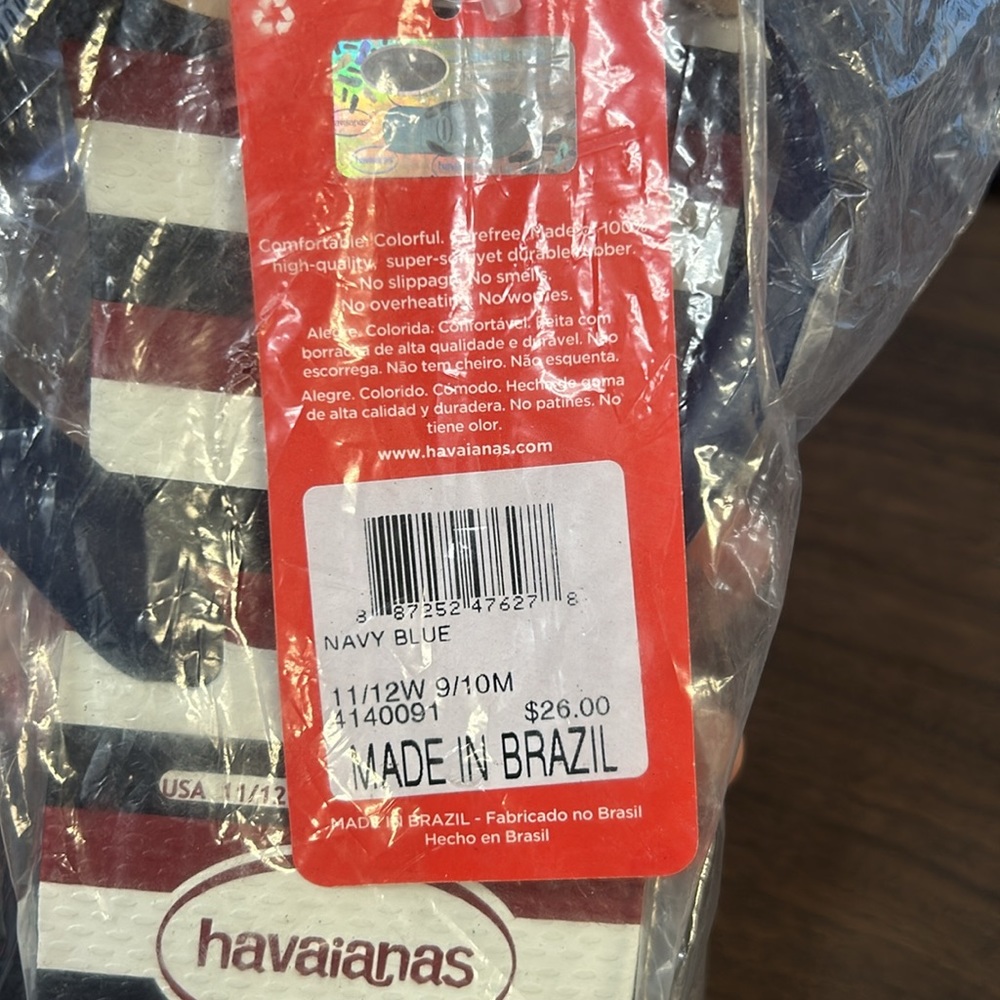 Comfortable. Colorful. Carefree. Made 100%
high-quality, super-soft yet durable rubber.
No slippage. No smells.
No overheating. No worries.
Alegre. Colorida. Confortável. Feita com
borracha de alta qualidade e durável. Não
escorrega. Não tem cheiro. Não esquenta.
Alegre. Colorido. Cómodo. Hecho de goma
de alta calidad y duradera. No patines. No
tiene olor.
www.havaianas.com
8 87252 47627 8
NAVY BLUE
11/12W 9/10M
4140091 $26.00
MADE IN BRAZIL
MADE IN BRAZIL - Fabricado no Brasil
Hecho en Brasil
USA 11/12
havaianas